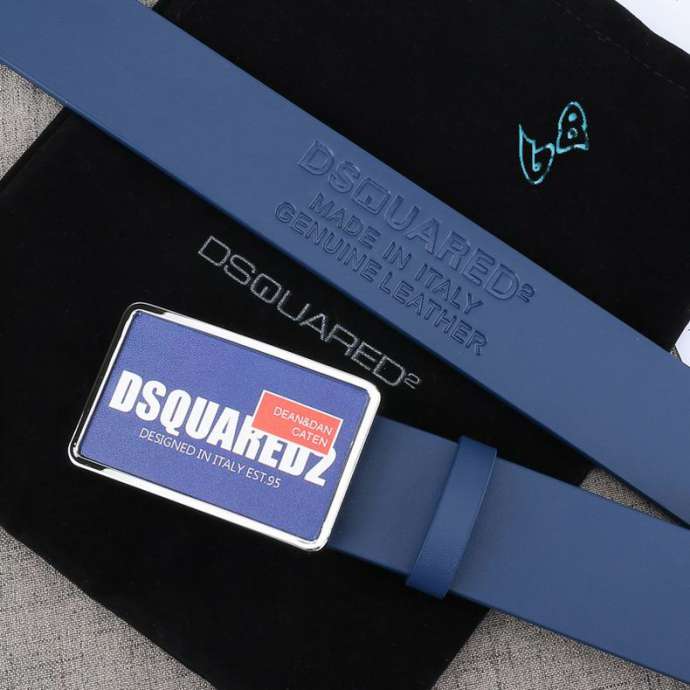 DSQUARED2
MADE IN ITALY
GENUINE LEATHER
DSQUARED2
DSQUARED2
DEAN&DAN
CATEN
DESIGNED IN ITALY EST.95